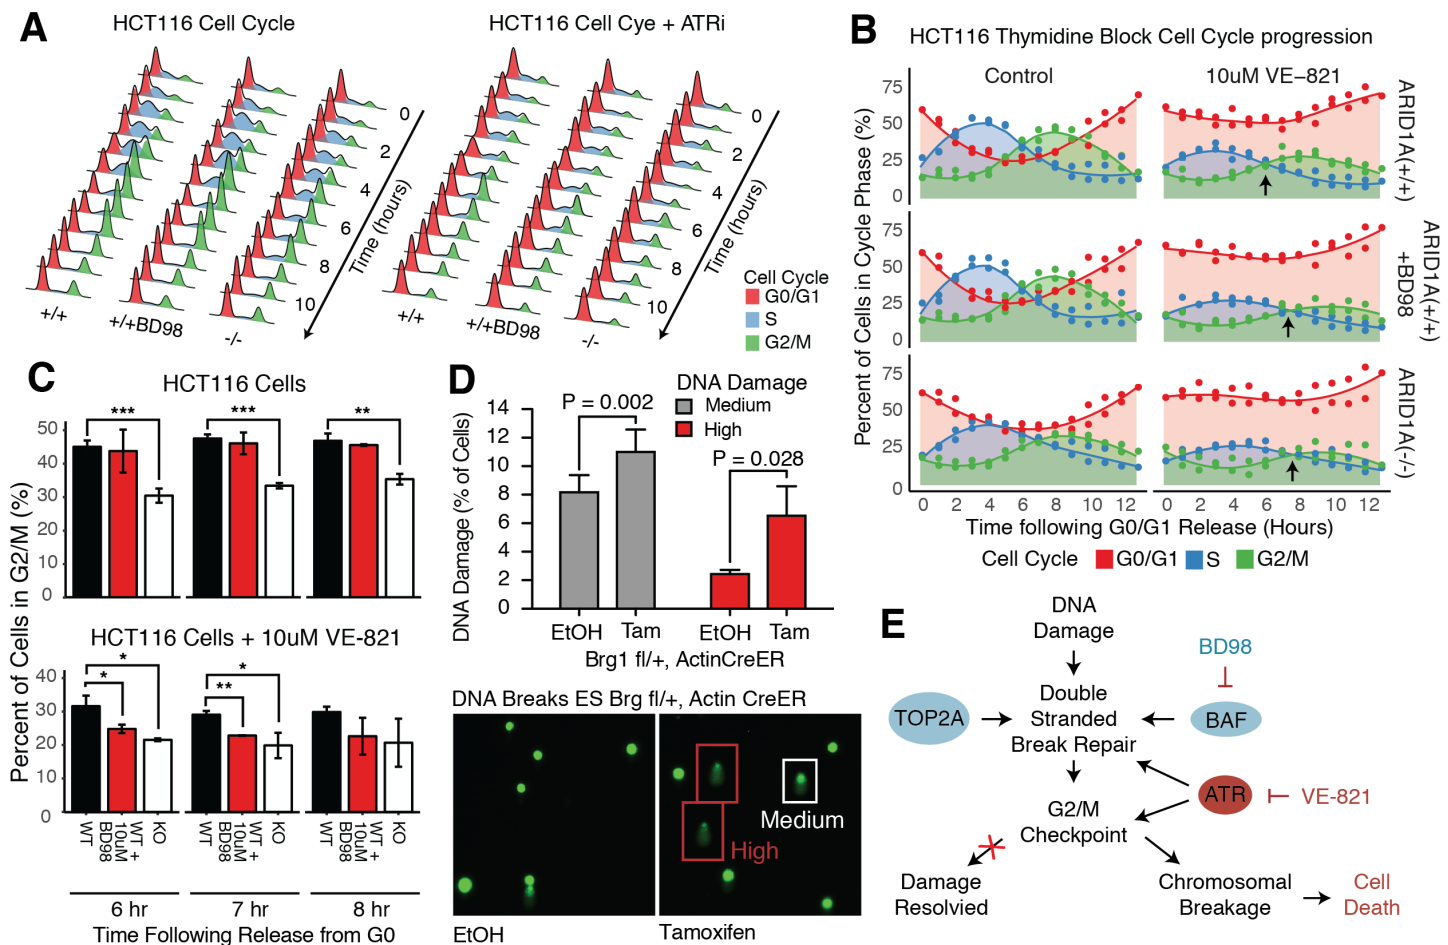 A
HCT116 Cell Cycle
HCT116 Cell Cye + ATRi
0
2
4
6
8
10
Time (hours)
+/+
+/+BD98
-/-
0
2
4
6
8
10
Time (hours)
+/+
+/+BD98
-/-
Cell Cycle
G0/G1
S
G2/M
B
HCT116 Thymidine Block Cell Cycle progression
Control
10uM VE−821
Percent of Cells in Cycle Phase (%)
75
50
25
0
ARID1A(+/+)
75
50
25
0
ARID1A(+/+)
+BD98
75
50
25
0
ARID1A(-/-)
0 2 4 6 8 10 12
0 2 4 6 8 10 12
Time following G0/G1 Release (Hours)
Cell Cycle G0/G1 S G2/M
C
HCT116 Cells
Percent of Cells in G2/M (%)
50
40
30
20
10
0
***
***
**
HCT116 Cells + 10uM VE-821
40
30
20
10
0
*
*
*
**
WT
WT +
10uM
BD98
KO
WT
WT +
10uM
BD98
KO
WT
WT +
10uM
BD98
KO
6 hr
7 hr
8 hr
Time Following Release from G0
D
DNA Damage
Medium
High
DNA Damage (% of Cells)
14
12
10
8
6
4
2
0
P = 0.002
P = 0.028
EtOH
Tam
EtOH
Tam
Brg1 fl/+, ActinCreER
DNA Breaks ES Brg fl/+, Actin CreER
Medium
High
EtOH
Tamoxifen
E
DNA
Damage
BD98
Double
Stranded
Break Repair
TOP2A
BAF
ATR
VE-821
G2/M
Checkpoint
Damage
Resolvied
Chromosomal
Breakage
Cell
Death